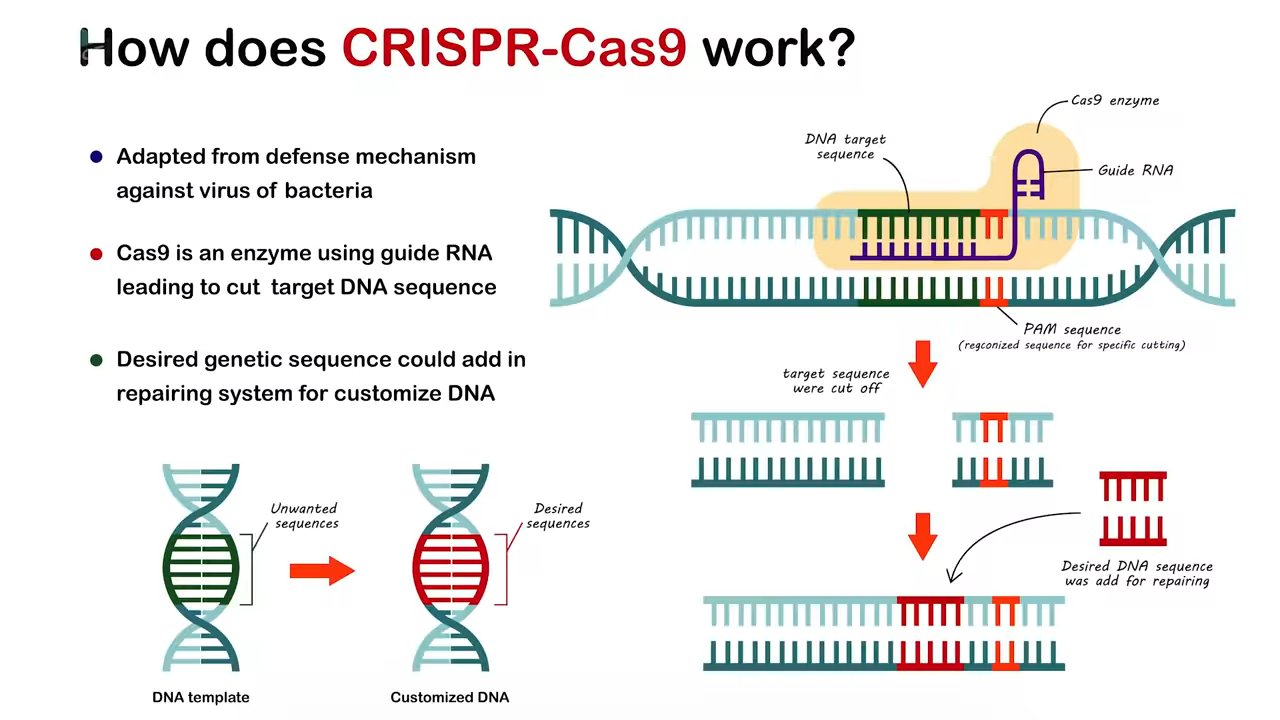 How does CRISPR-Cas9 work?
Adapted from defense mechanism
against virus of bacteria
Cas9 is an enzyme using guide RNA
leading to cut target DNA sequence
Desired genetic sequence could add in
repairing system for customize DNA
Unwanted
sequences
Desired
sequences
DNA template
Customized DNA
Cas9 enzyme
DNA target
sequence
Guide RNA
PAM sequence
(regconized sequence for specific cutting)
target sequence
were cut off
Desired DNA sequence
was add for repairing